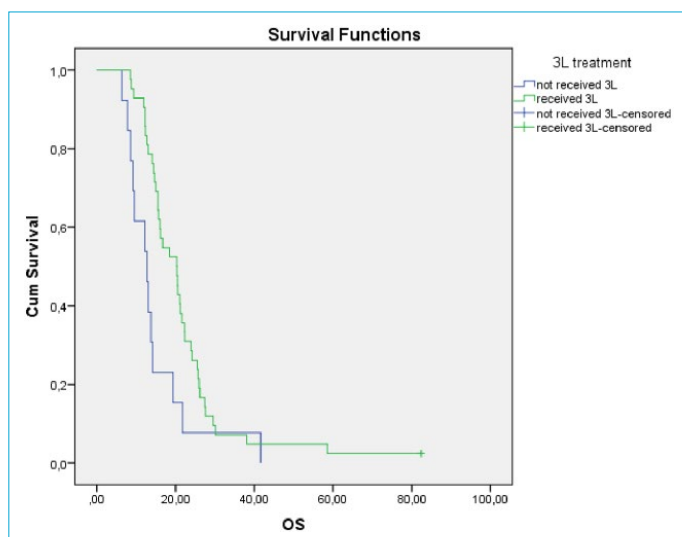 Survival Functions
3L treatment
not received 3L
received 3L
not received 3L-censored
received 3L-censored
Cum Survival
1,0
0,8
0,6
0,4
0,2
0,0
,00
20,00
40,00
60,00
80,00
100,00
OS